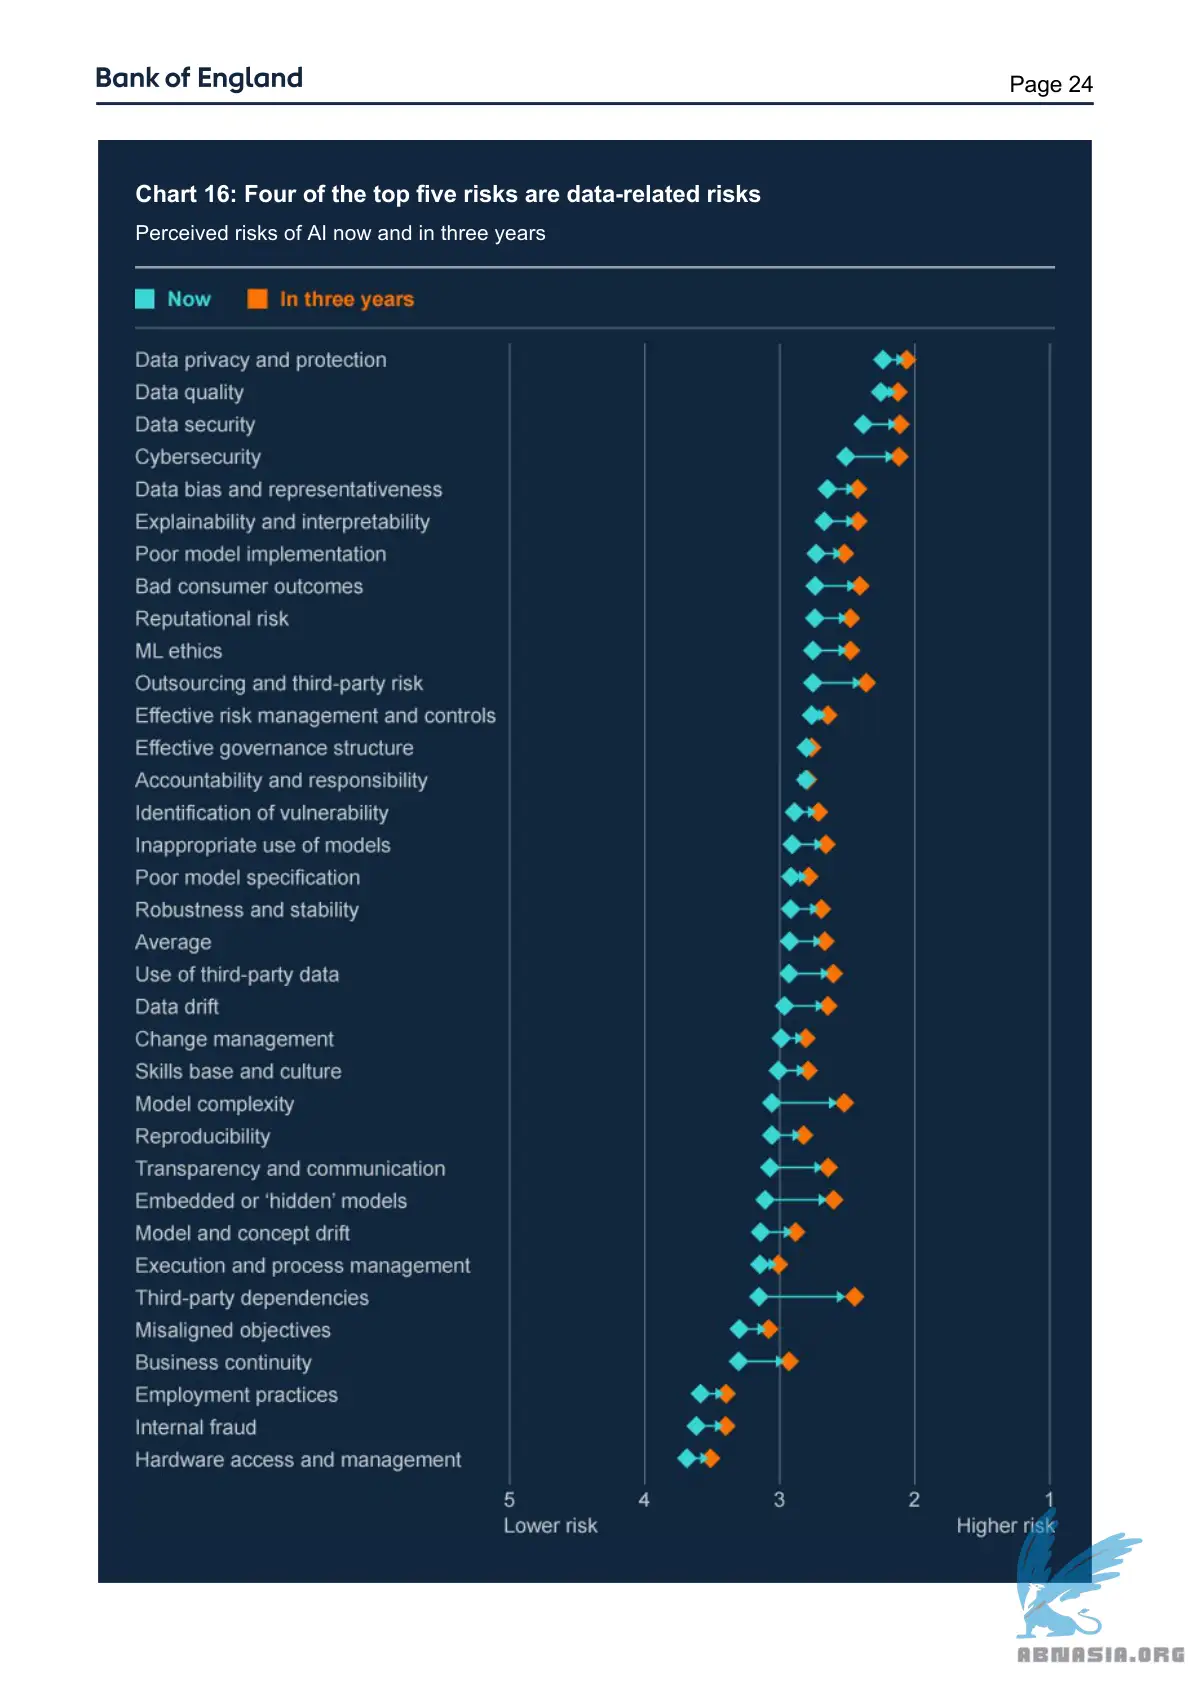 Bank of England
Page 24
Chart 16: Four of the top five risks are data-related risks
Perceived risks of AI now and in three years
Now In three years
Data privacy and protection
Data quality
Data security
Cybersecurity
Data bias and representativeness
Explainability and interpretability
Poor model implementation
Bad consumer outcomes
Reputational risk
ML ethics
Outsourcing and third-party risk
Effective risk management and controls
Effective governance structure
Accountability and responsibility
Identification of vulnerability
Inappropriate use of models
Poor model specification
Robustness and stability
Average
Use of third-party data
Data drift
Change management
Skills base and culture
Model complexity
Reproducibility
Transparency and communication
Embedded or ‘hidden’ models
Model and concept drift
Execution and process management
Third-party dependencies
Misaligned objectives
Business continuity
Employment practices
Internal fraud
Hardware access and management
5 4 3 2 1
Lower risk Higher risk
ABNASIA.ORG